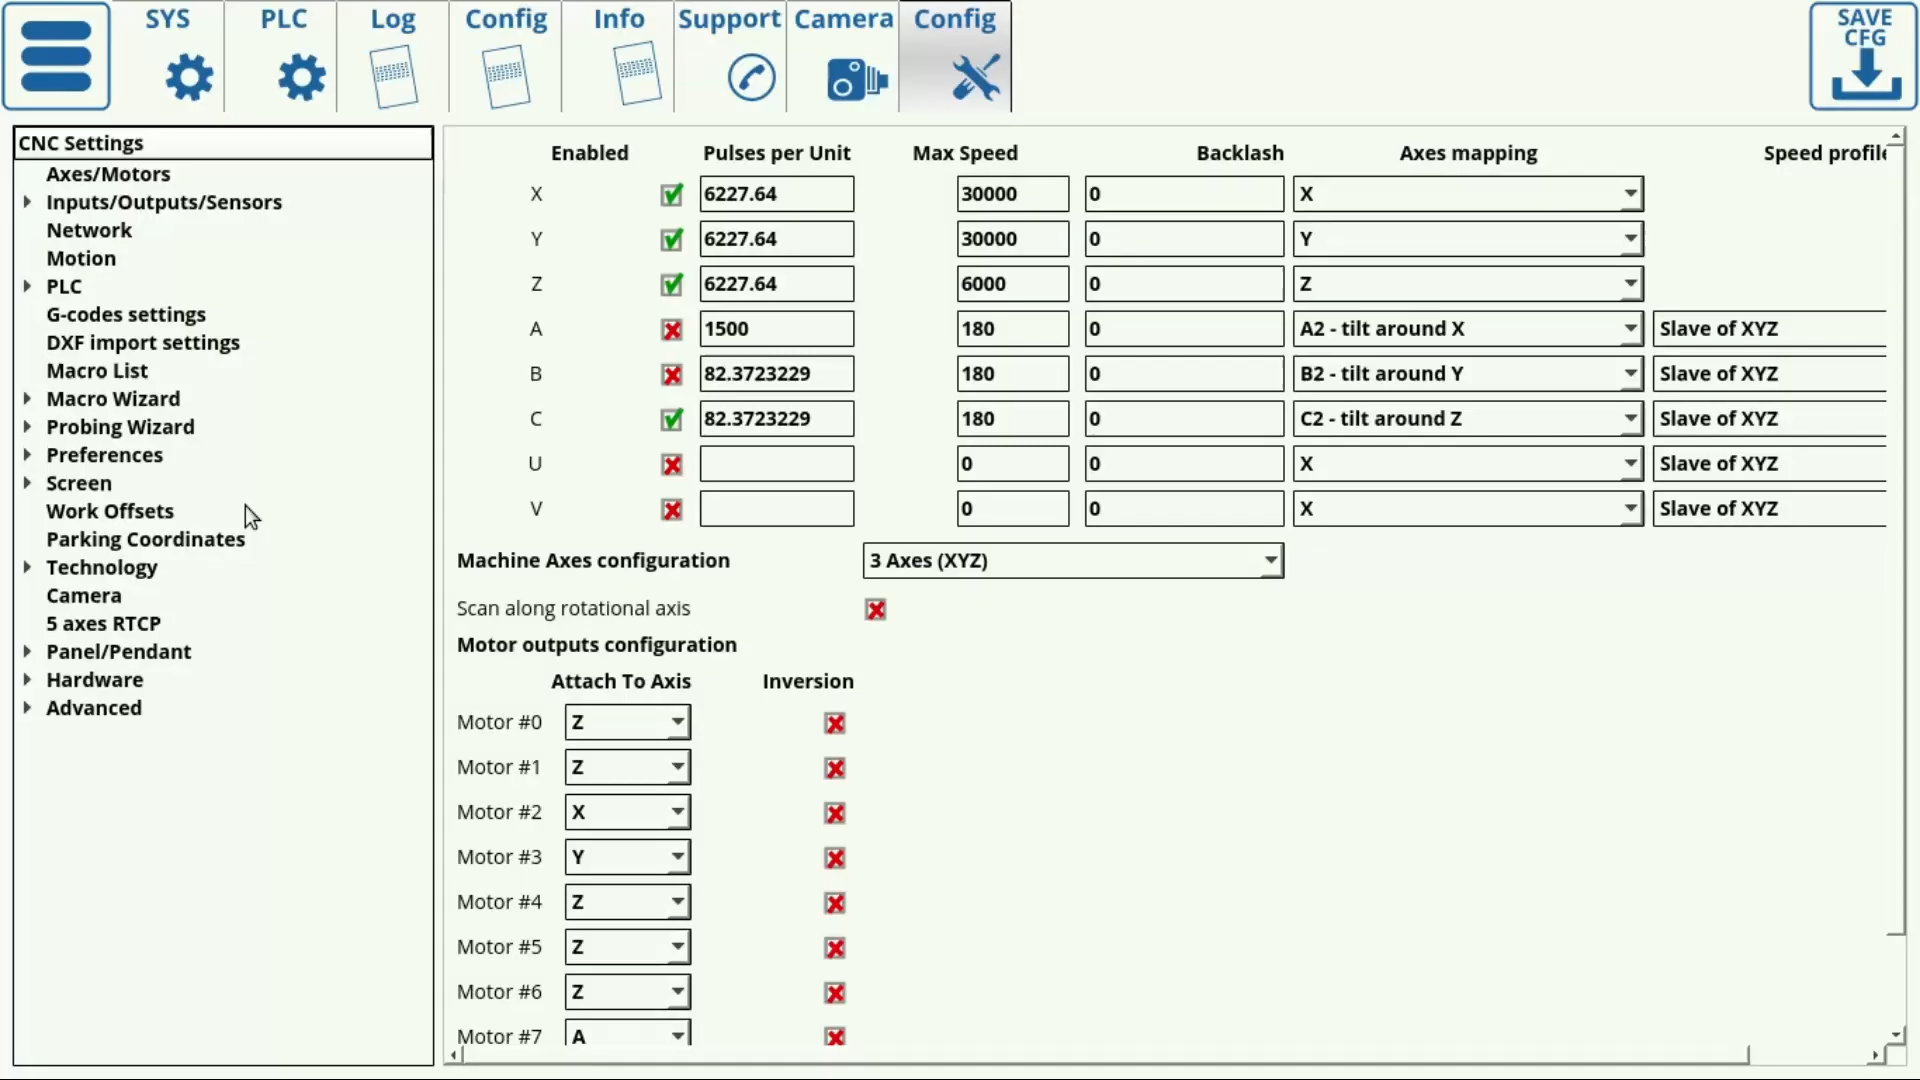 SYS
PLC
Log
Config
Info
Support
Camera
Config
SAVE
CFG
CNC Settings
Axes/Motors
Inputs/Outputs/Sensors
Network
Motion
PLC
G-codes settings
DXF import settings
Macro List
Macro Wizard
Probing Wizard
Preferences
Screen
Work Offsets
Parking Coordinates
Technology
Camera
5 axes RTCP
Panel/Pendant
Hardware
Advanced
Enabled Pulses per Unit Max Speed Backlash Axes mapping Speed profile
X 6227.64 30000 0 X
Y 6227.64 30000 0 Y
Z 6227.64 6000 0 Z
A 1500 180 0 A2 - tilt around X Slave of XYZ
B 82.3723229 180 0 B2 - tilt around Y Slave of XYZ
C 82.3723229 180 0 C2 - tilt around Z Slave of XYZ
U 0 0 X Slave of XYZ
V 0 0 X Slave of XYZ
Machine Axes configuration 3 Axes (XYZ)
Scan along rotational axis
Motor outputs configuration
Attach To Axis Inversion
Motor #0 Z
Motor #1 Z
Motor #2 X
Motor #3 Y
Motor #4 Z
Motor #5 Z
Motor #6 Z
Motor #7 A